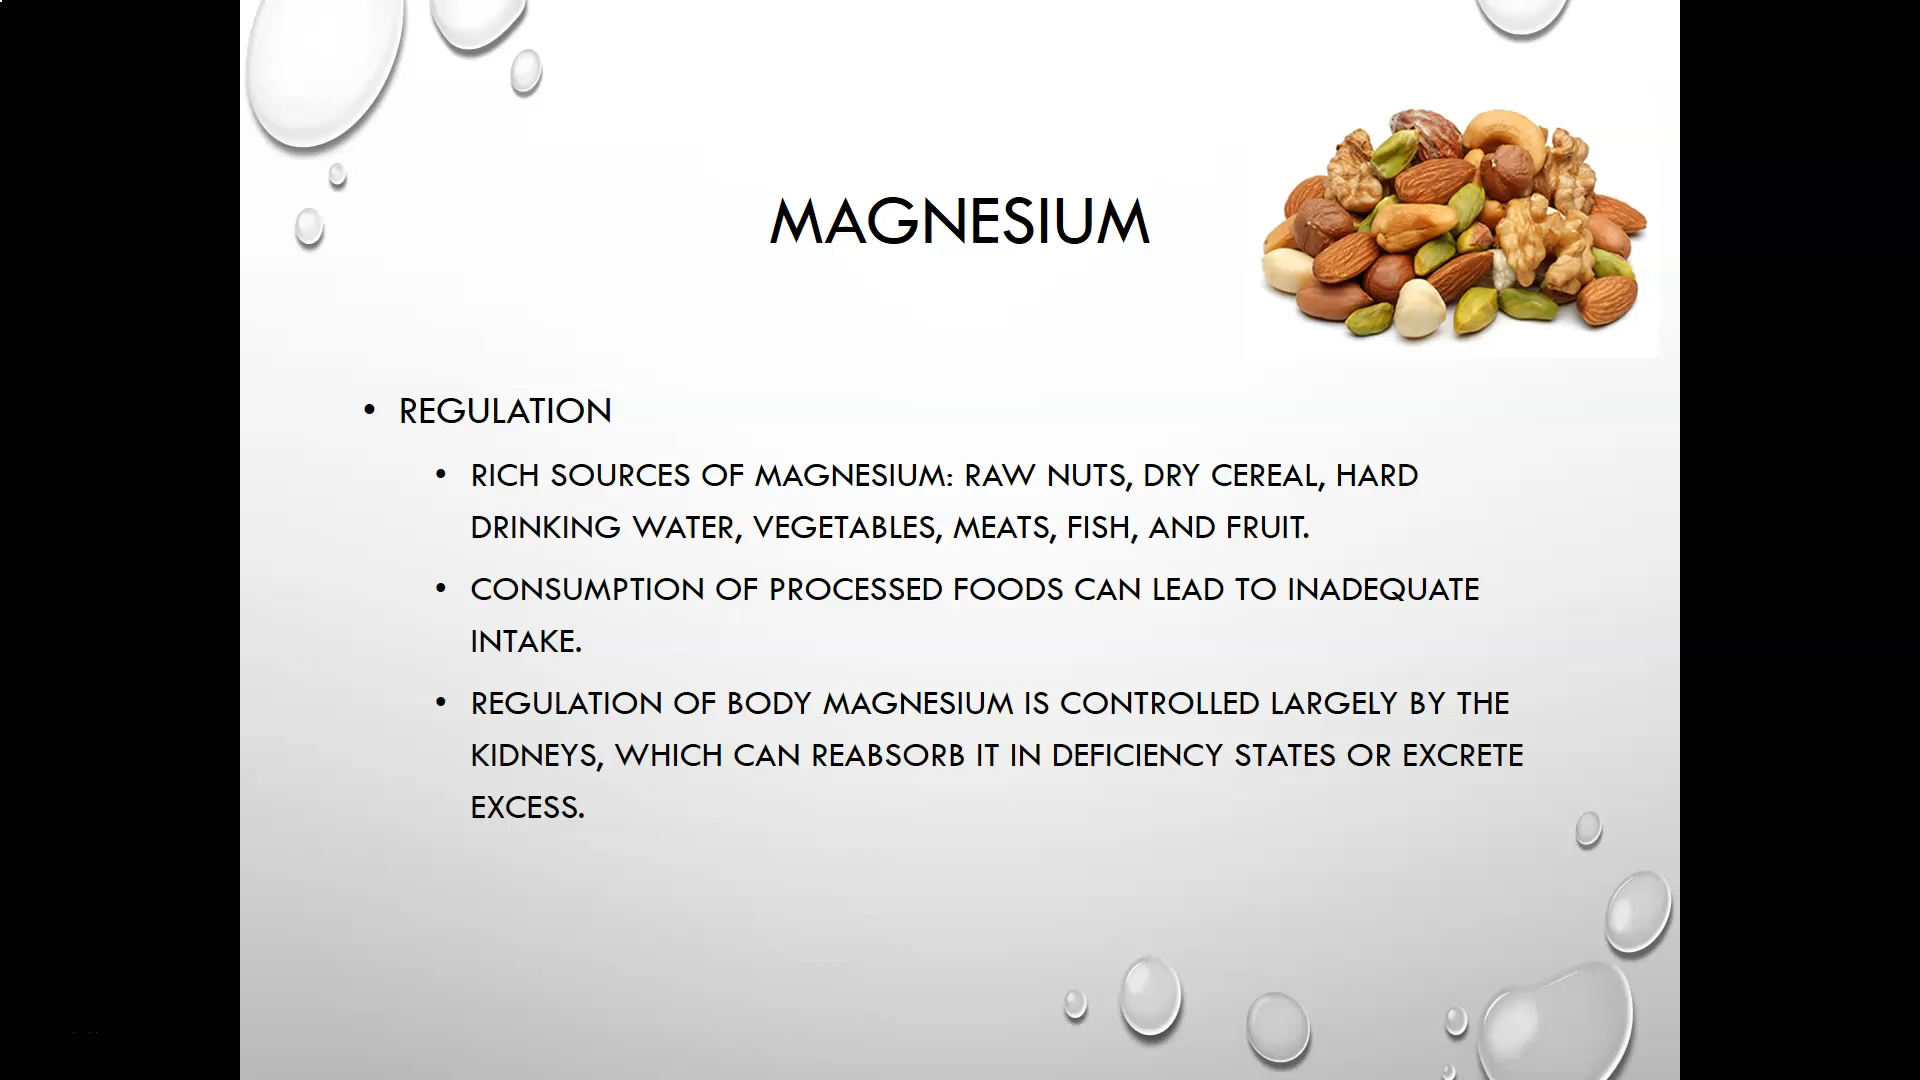 MAGNESIUM
• REGULATION
• RICH SOURCES OF MAGNESIUM: RAW NUTS, DRY CEREAL, HARD
DRINKING WATER, VEGETABLES, MEATS, FISH, AND FRUIT.
• CONSUMPTION OF PROCESSED FOODS CAN LEAD TO INADEQUATE
INTAKE.
• REGULATION OF BODY MAGNESIUM IS CONTROLLED LARGELY BY THE
KIDNEYS, WHICH CAN REABSORB IT IN DEFICIENCY STATES OR EXCRETE
EXCESS.